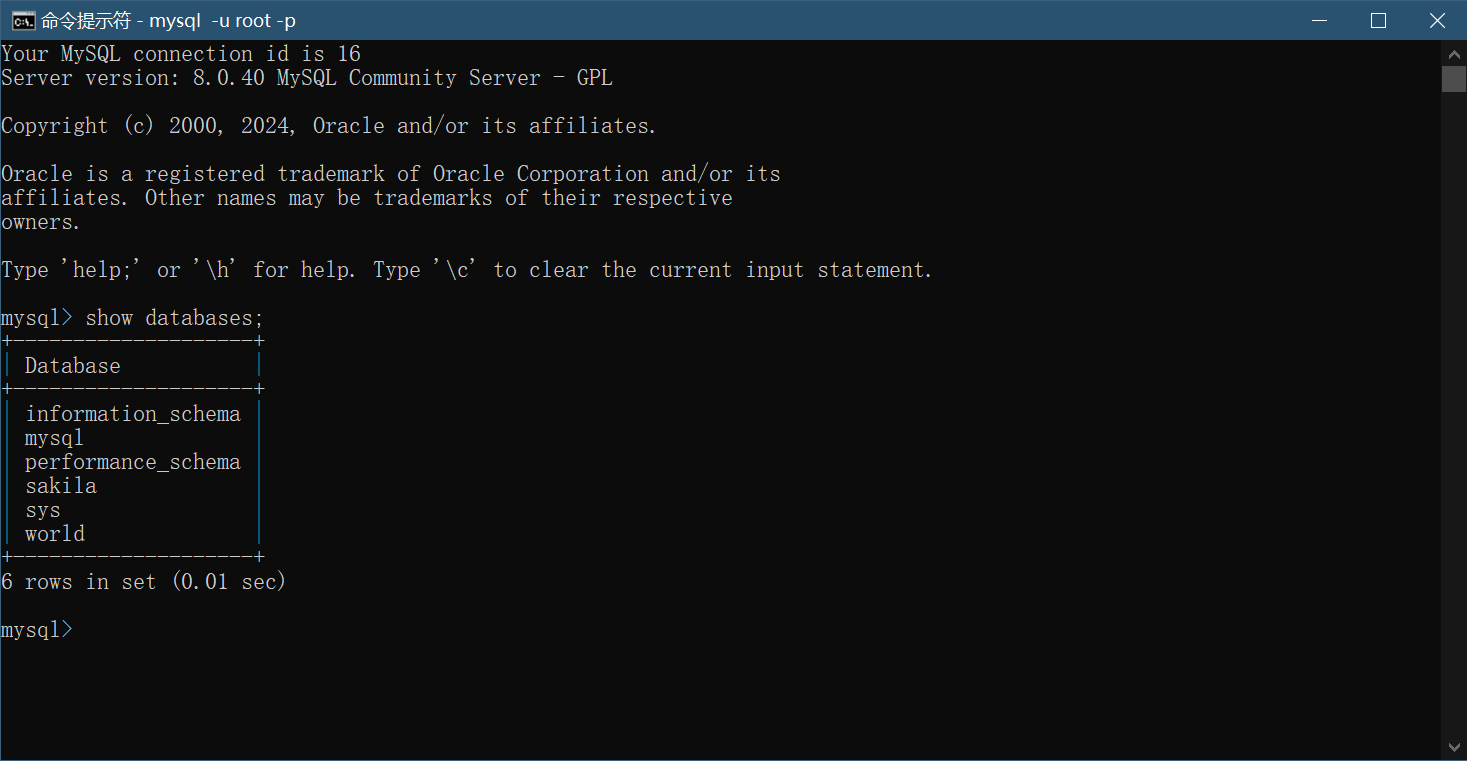 命令提示符 - mysql  -u root -p
Your MySQL connection id is 16
Server version: 8.0.40 MySQL Community Server - GPL
Copyright (c) 2000, 2024, Oracle and/or its affiliates.
Oracle is a registered trademark of Oracle Corporation and/or its
affiliates. Other names may be trademarks of their respective
owners.
Type 'help;' or '\h' for help. Type '\c' to clear the current input statement.
mysql> show databases;
+--------------------+
| Database           |
+--------------------+
| information_schema |
| mysql              |
| performance_schema |
| sakila             |
| sys                |
| world              |
+--------------------+
6 rows in set (0.01 sec)
mysql>